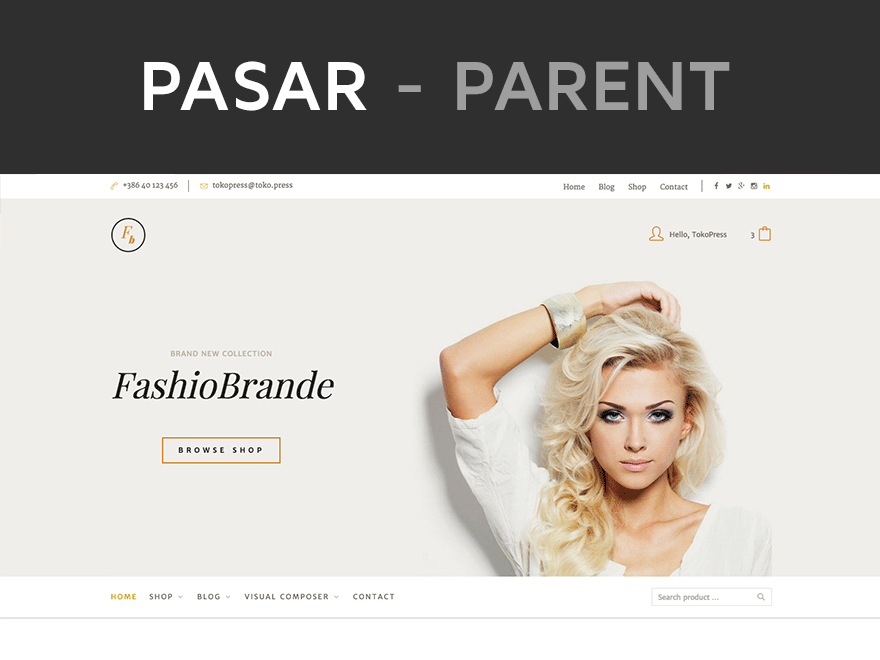 PASAR - PARENT
+386 40 123 456 | tokopress@toko.press
Home Blog Shop Contact |
Fb
Hello, TokoPress 3
BRAND NEW COLLECTION
FashioBrande
BROWSE SHOP
HOME SHOP BLOG VISUAL COMPOSER CONTACT
Search product ...